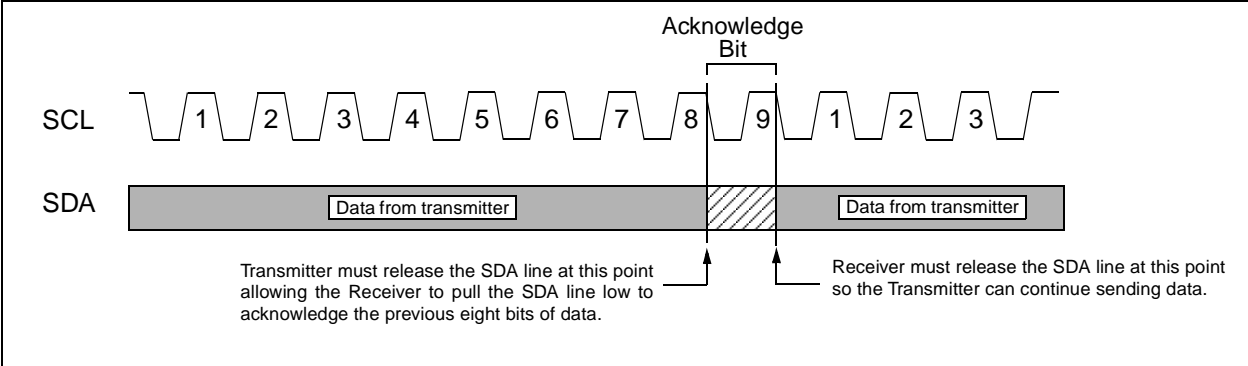 Acknowledge
Bit
SCL
1 2 3 4 5 6 7 8 9 1 2 3
SDA
Data from transmitter
Data from transmitter
Transmitter must release the SDA line at this point
allowing the Receiver to pull the SDA line low to
acknowledge the previous eight bits of data.
Receiver must release the SDA line at this point
so the Transmitter can continue sending data.